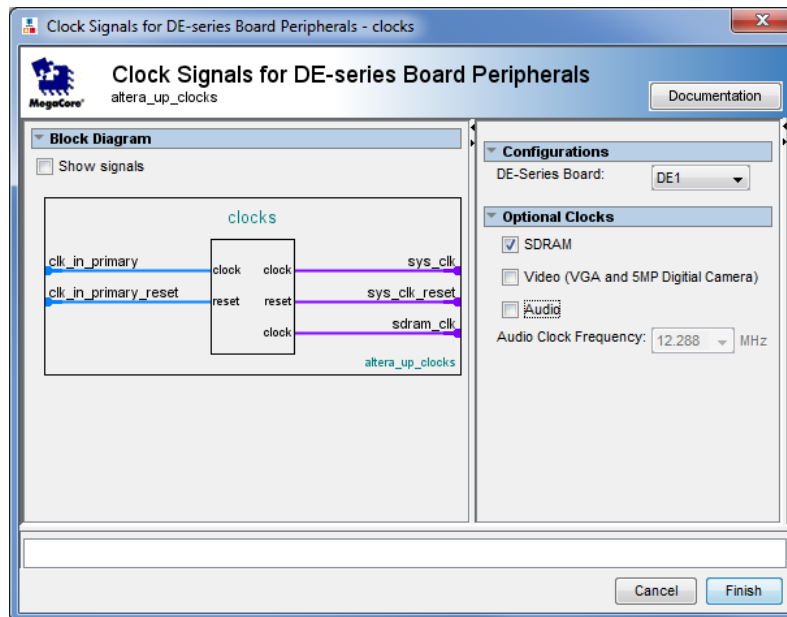 Clock Signals for DE-series Board Peripherals - clocks
MegaCore®
Clock Signals for DE-series Board Peripherals
altera_up_clocks
Documentation
Block Diagram
Show signals
clocks
clk_in_primary
clock
clock
sys_clk
clk_in_primary_reset
reset
reset
sys_clk_reset
clock
sdram_clk
altera_up_clocks
Configurations
DE-Series Board:
DE1
Optional Clocks
SDRAM
Video (VGA and 5MP Digitial Camera)
Audio
Audio Clock Frequency:
12.288
MHz
Cancel
Finish